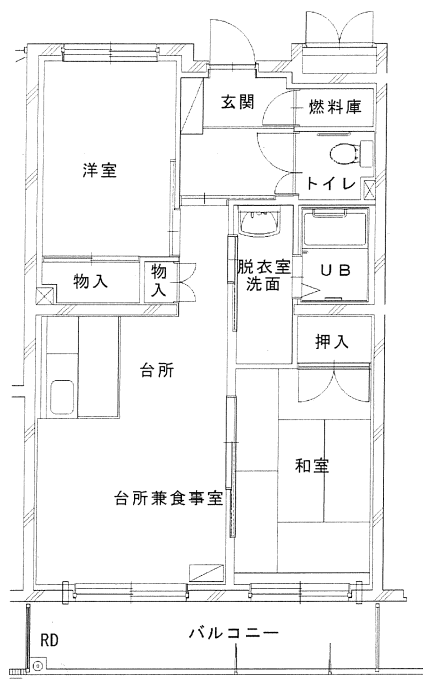 玄関
燃料庫
洋室
トイレ
物入
物入
脱衣室
洗面
UB
押入
台所
和室
台所兼食事室
バルコニー
RD